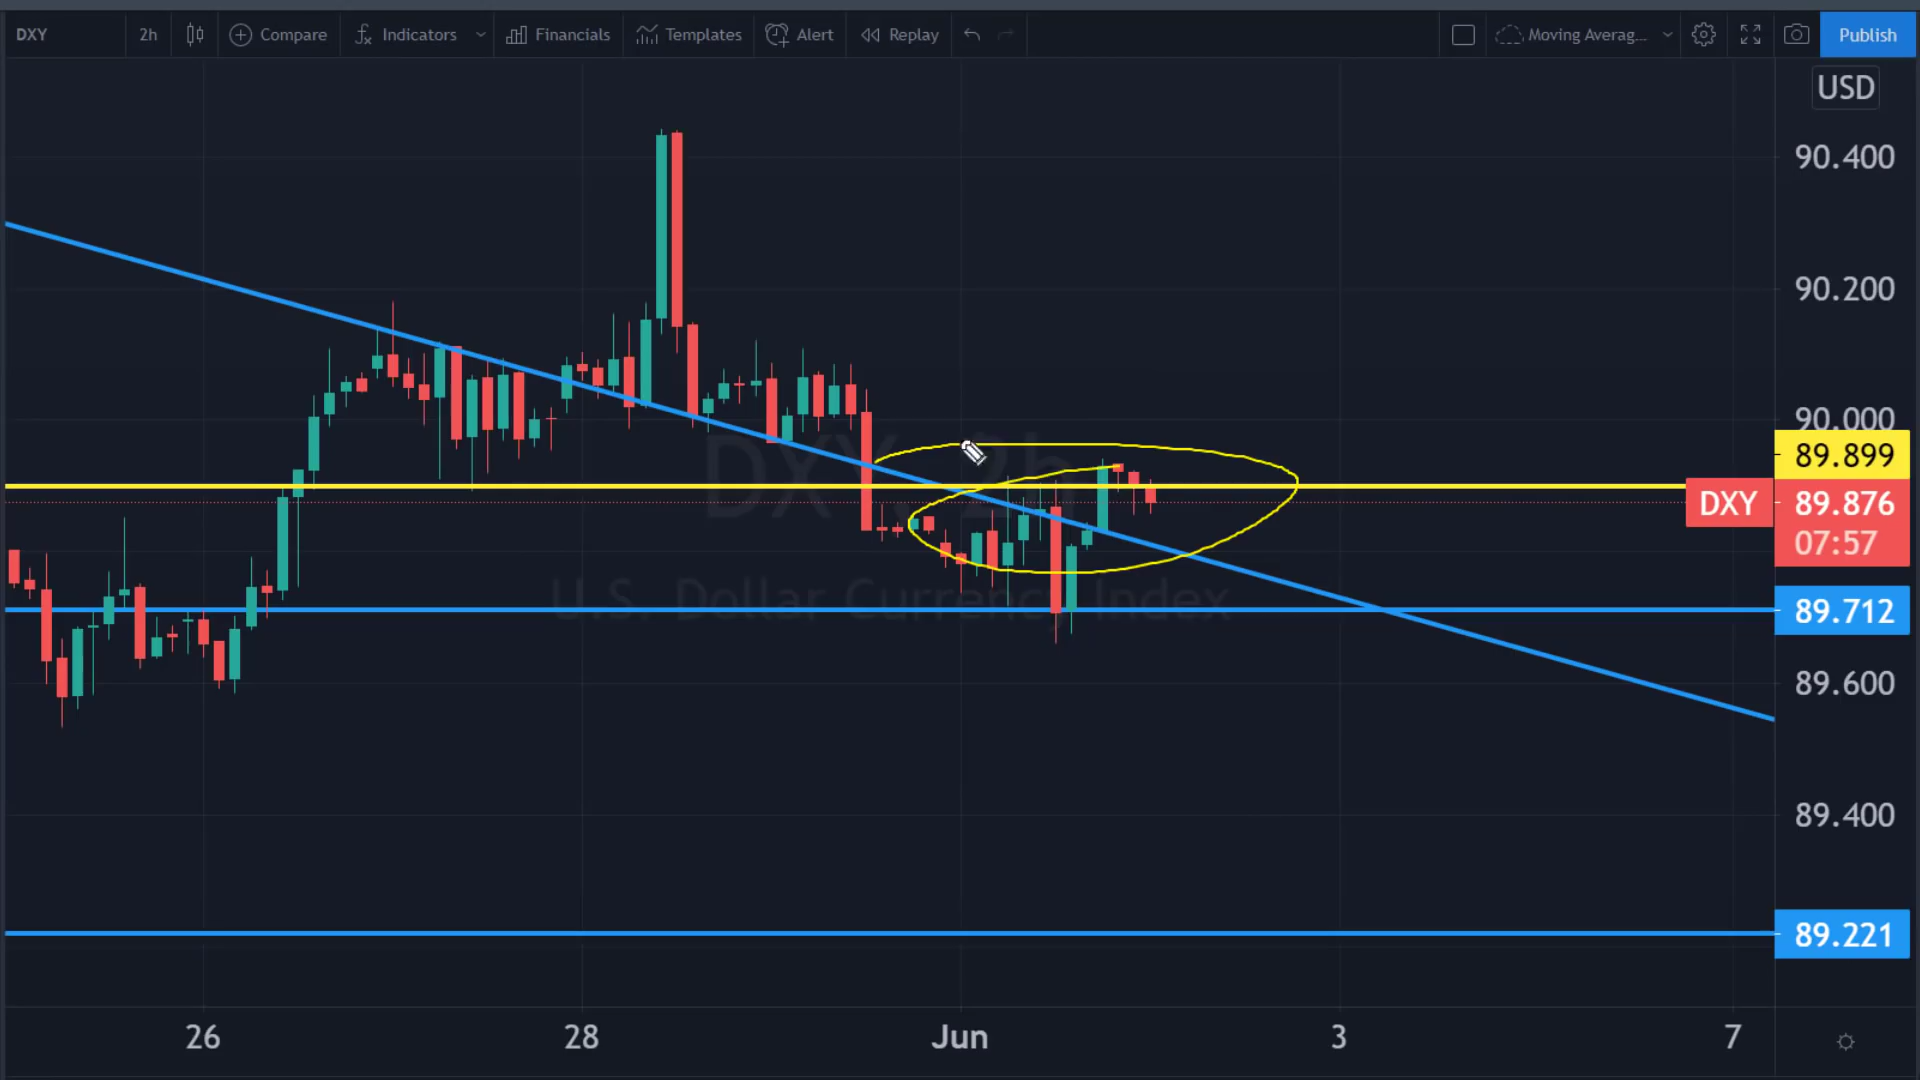 DXY 2h Compare Indicators Financials Templates Alert Replay Moving Averag... Publish
USD
90.400
90.200
90.000
89.899
DXY 89.876
07:57
89.712
89.600
89.400
89.221
DXY, 2h
U.S. Dollar Currency Index
26 28 Jun 3 7